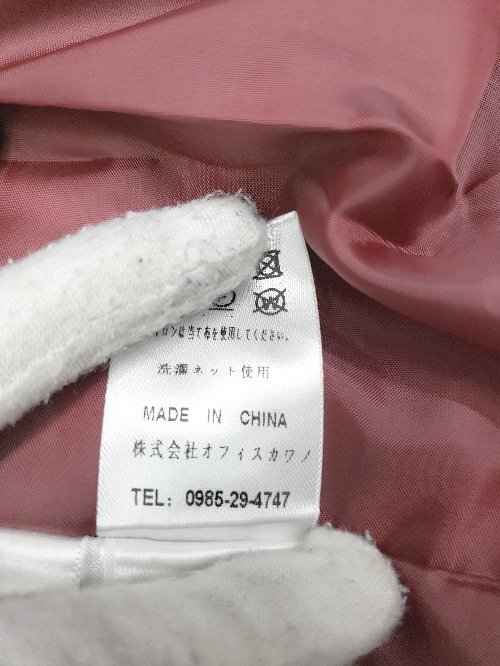 W
ロンは当て布を使用してください。
洗濯ネット使用
MADE IN CHINA
株式会社オフィスカワノ
TEL: 0985-29-4747